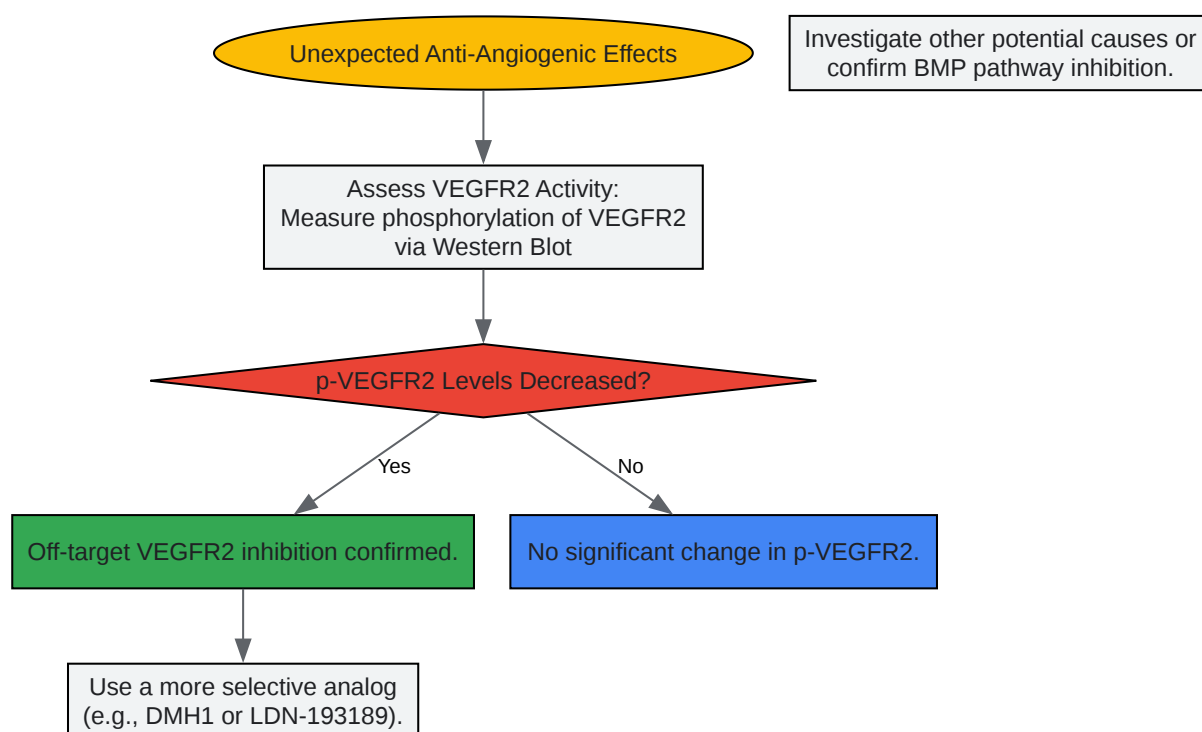 Unexpected Anti-Angiogenic Effects
Investigate other potential causes or
confirm BMP pathway inhibition.
Assess VEGFR2 Activity:
Measure phosphorylation of VEGFR2
via Western Blot
p-VEGFR2 Levels Decreased?
Yes
No
Off-target VEGFR2 inhibition confirmed.
No significant change in p-VEGFR2.
Use a more selective analog
(e.g., DMH1 or LDN-193189).